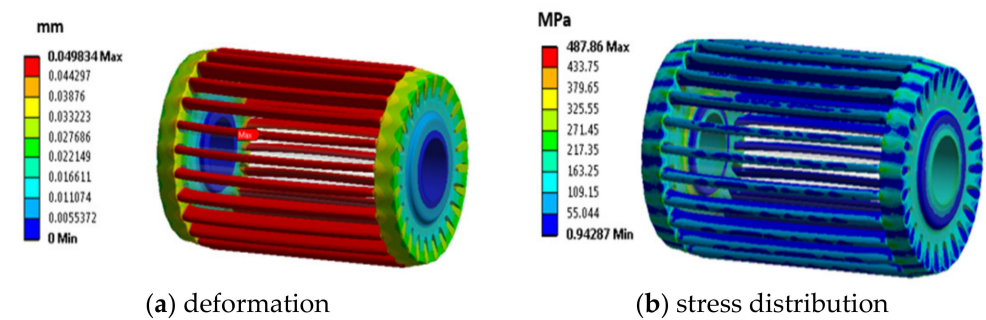 mm
0.049834 Max
0.044297
0.03876
0.033223
0.027686
0.022149
0.016611
0.011074
0.0055372
0 Min
Max
(a) deformation
MPa
487.86 Max
433.75
379.65
325.55
271.45
217.35
163.25
109.15
55.044
0.94287 Min
(b) stress distribution